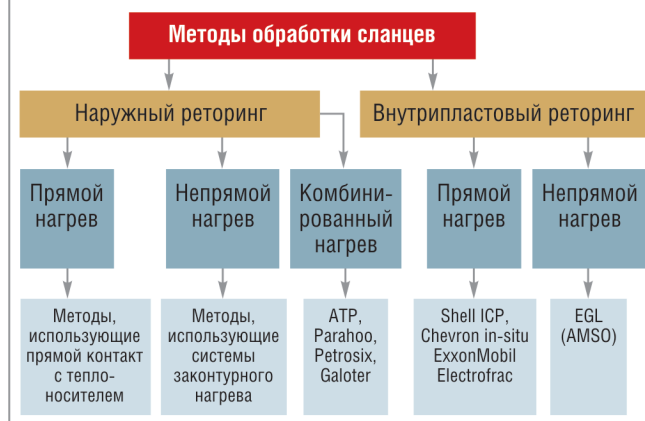 Методы обработки сланцев
Наружный реторинг
Внутрипластовый реторинг
Прямой
нагрев
Непрямой
нагрев
Комбини-
рованный
нагрев
Прямой
нагрев
Непрямой
нагрев
Методы,
использующие
прямой контакт
с тепло-
носителем
Методы,
использующие
системы
законтурного
нагрева
ATP,
Parahoo,
Petrosix,
Galoter
Shell ICP,
Chevron in-situ
ExxonMobil
Electrofrac
EGL
(AMSO)